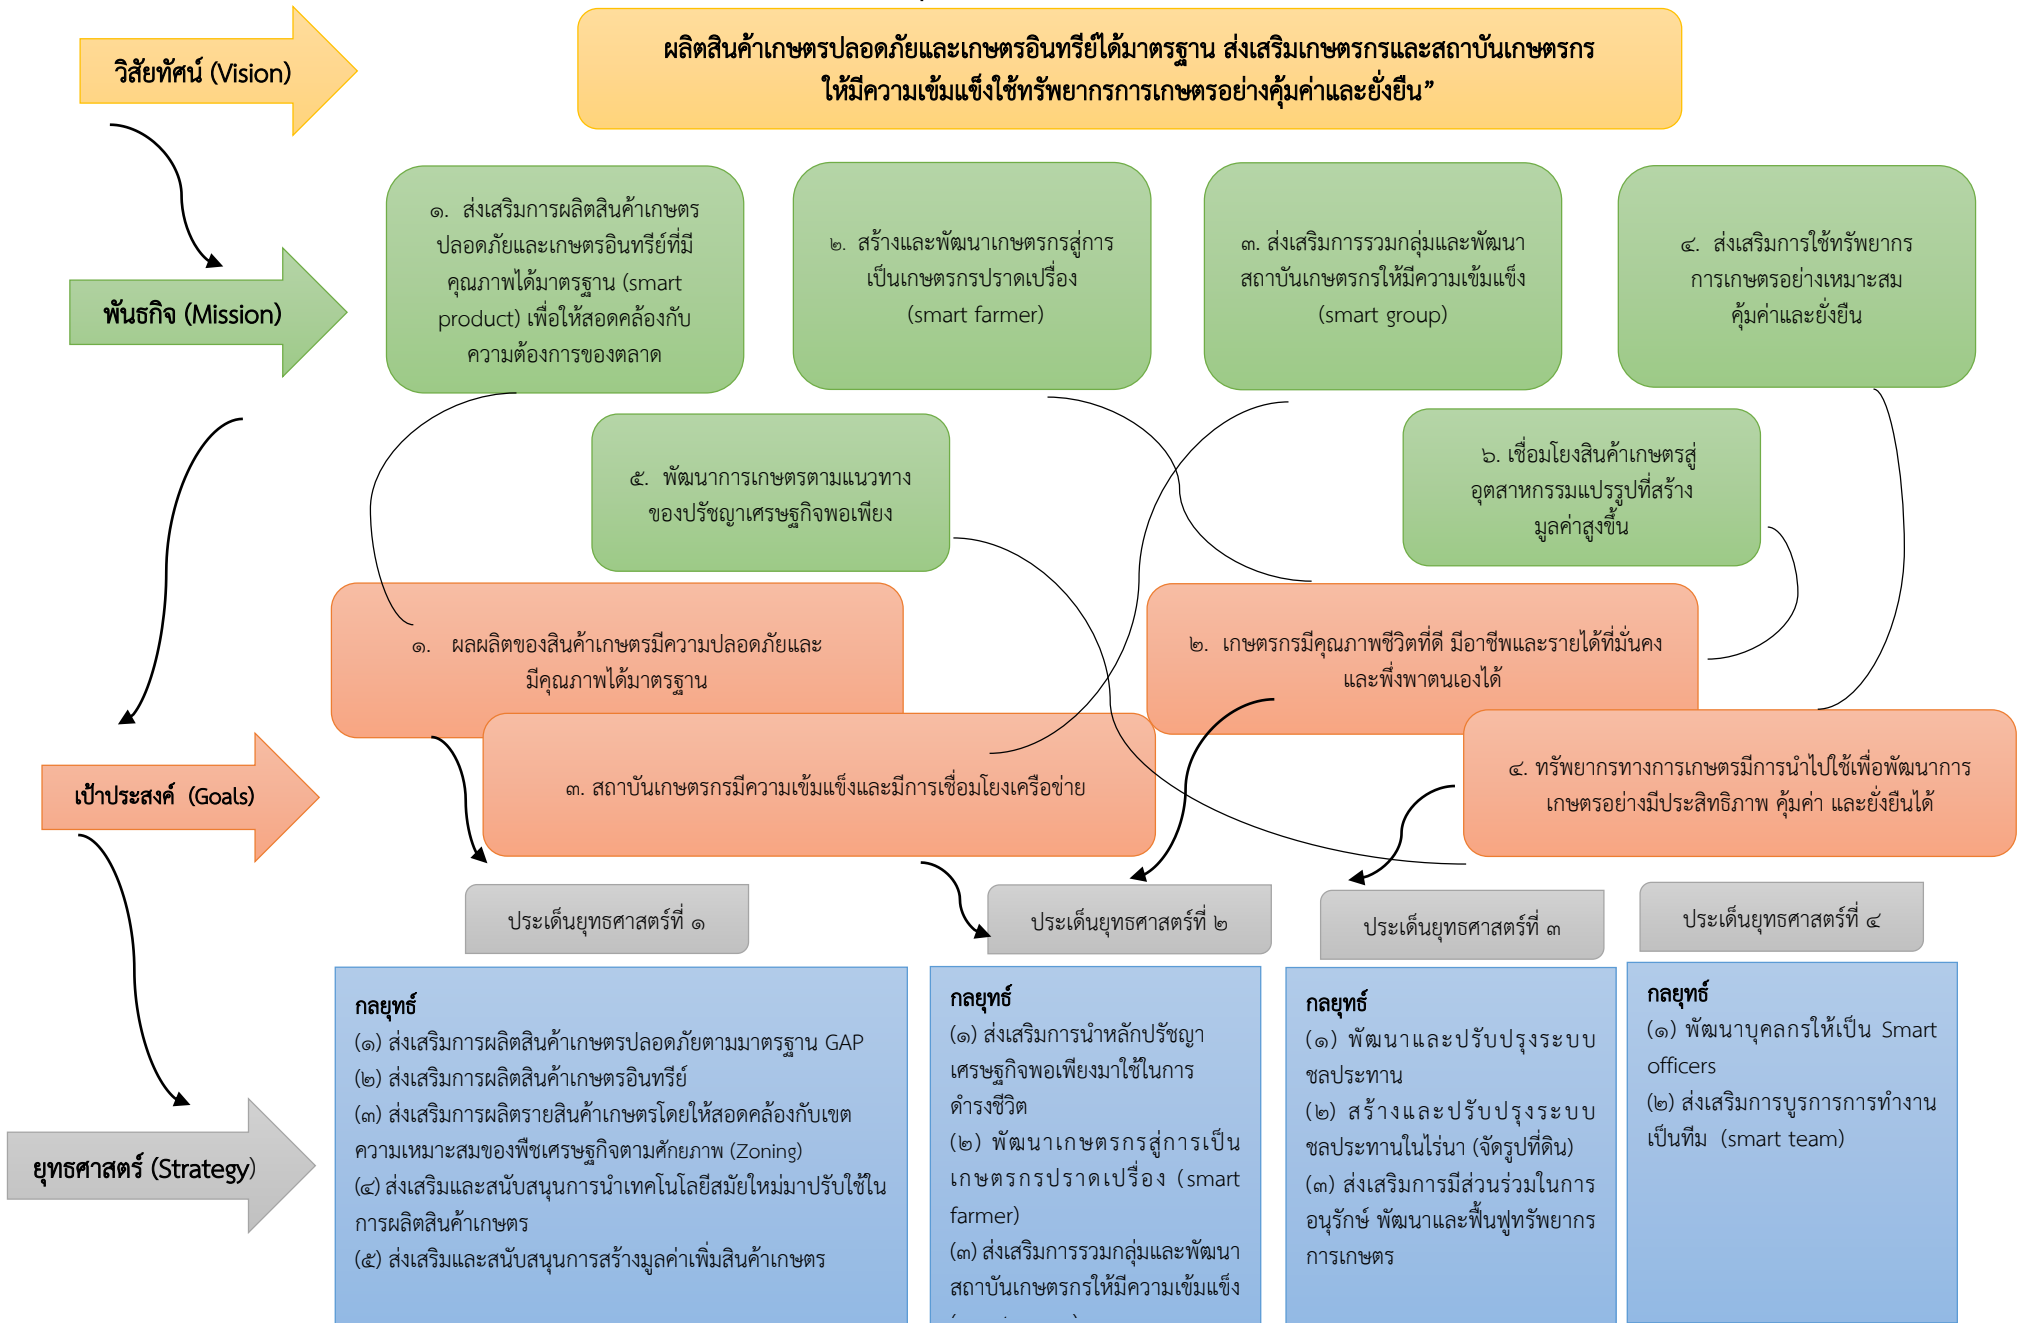 วิสัยทัศน์ (Vision)
ผลิตสินค้าเกษตรปลอดภัยและเกษตรอินทรีย์ได้มาตรฐาน ส่งเสริมเกษตรกรและสถาบันเกษตรกร
ให้มีความเข้มแข็งใช้ทรัพยากรการเกษตรอย่างคุ้มค่าและยั่งยืน”
พันธกิจ (Mission)
๑. ส่งเสริมการผลิตสินค้าเกษตร
ปลอดภัยและเกษตรอินทรีย์ที่มี
คุณภาพได้มาตรฐาน (smart
product) เพื่อให้สอดคล้องกับ
ความต้องการของตลาด
๒. สร้างและพัฒนาเกษตรกรสู่การ
เป็นเกษตรกรปราดเปรื่อง
(smart farmer)
๓. ส่งเสริมการรวมกลุ่มและพัฒนา
สถาบันเกษตรกรให้มีความเข้มแข็ง
(smart group)
๔. ส่งเสริมการใช้ทรัพยากร
การเกษตรอย่างเหมาะสม
คุ้มค่าและยั่งยืน
๕. พัฒนาการเกษตรตามแนวทาง
ของปรัชญาเศรษฐกิจพอเพียง
๖. เชื่อมโยงสินค้าเกษตรสู่
อุตสาหกรรมแปรรูปที่สร้าง
มูลค่าสูงขึ้น
เป้าประสงค์ (Goals)
๑. ผลผลิตของสินค้าเกษตรมีความปลอดภัยและ
มีคุณภาพได้มาตรฐาน
๒. เกษตรกรมีคุณภาพชีวิตที่ดี มีอาชีพและรายได้ที่มั่นคง
และพึ่งพาตนเองได้
๓. สถาบันเกษตรกรมีความเข้มแข็งและมีการเชื่อมโยงเครือข่าย
๔. ทรัพยากรทางการเกษตรมีการนำไปใช้เพื่อพัฒนาการ
เกษตรอย่างมีประสิทธิภาพ คุ้มค่า และยั่งยืนได้
ยุทธศาสตร์ (Strategy)
ประเด็นยุทธศาสตร์ที่ ๑
กลยุทธ์
(๑) ส่งเสริมการผลิตสินค้าเกษตรปลอดภัยตามมาตรฐาน GAP
(๒) ส่งเสริมการผลิตสินค้าเกษตรอินทรีย์
(๓) ส่งเสริมการผลิตรายสินค้าเกษตรโดยให้สอดคล้องกับเขต
ความเหมาะสมของพืชเศรษฐกิจตามศักยภาพ (Zoning)
(๔) ส่งเสริมและสนับสนุนการนำเทคโนโลยีสมัยใหม่มาปรับใช้ใน
การผลิตสินค้าเกษตร
(๕) ส่งเสริมและสนับสนุนการสร้างมูลค่าเพิ่มสินค้าเกษตร
ประเด็นยุทธศาสตร์ที่ ๒
กลยุทธ์
(๑) ส่งเสริมการนำหลักปรัชญา
เศรษฐกิจพอเพียงมาใช้ในการ
ดำรงชีวิต
(๒) พัฒนาเกษตรกรสู่การเป็น
เกษตรกรปราดเปรื่อง (smart
farmer)
(๓) ส่งเสริมการรวมกลุ่มและพัฒนา
สถาบันเกษตรกรให้มีความเข้มแข็ง
ประเด็นยุทธศาสตร์ที่ ๓
กลยุทธ์
(๑) พัฒนาและปรับปรุงระบบ
ชลประทาน
(๒) สร้างและปรับปรุงระบบ
ชลประทานในไร่นา (จัดรูปที่ดิน)
(๓) ส่งเสริมการมีส่วนร่วมในการ
อนุรักษ์ พัฒนาและฟื้นฟูทรัพยากร
การเกษตร
ประเด็นยุทธศาสตร์ที่ ๔
กลยุทธ์
(๑) พัฒนาบุคลกรให้เป็น Smart
officers
(๒) ส่งเสริมการบูรการการทำงาน
เป็นทีม (smart team)